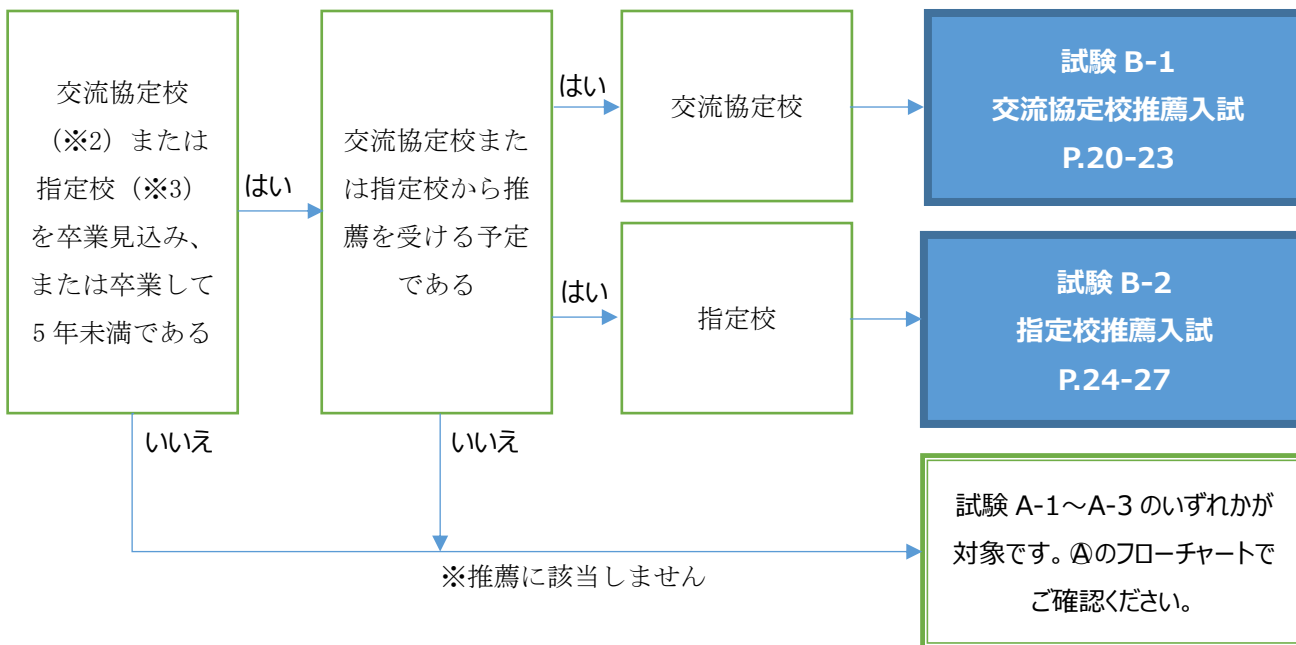 交流協定校
（※2）または
指定校（※3）
を卒業見込み、
または卒業して
5 年未満である
はい
いいえ
交流協定校また
は指定校から推
薦を受ける予定
である
はい
交流協定校
試験 B-1
交流協定校推薦入試
P.20-23
はい
指定校
試験 B-2
指定校推薦入試
P.24-27
いいえ
※推薦に該当しません
試験 A-1～A-3 のいずれかが
対象です。Ⓐのフローチャートで
ご確認ください。